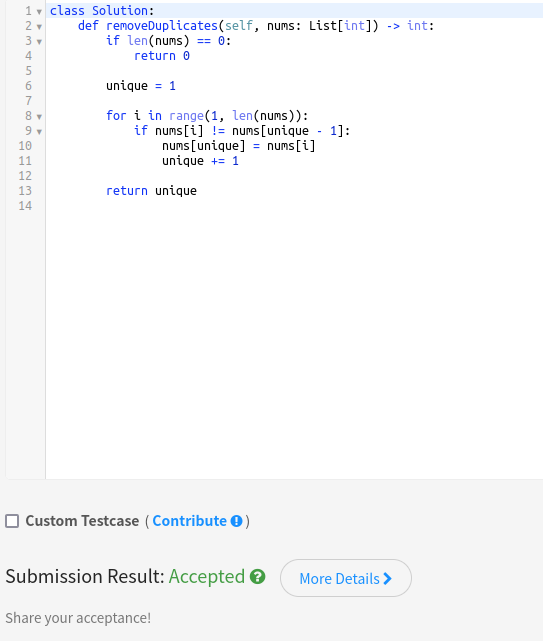 1 class Solution:
2     def removeDuplicates(self, nums: List[int]) -> int:
3         if len(nums) == 0:
4             return 0
5
6         unique = 1
7
8         for i in range(1, len(nums)):
9             if nums[i] != nums[unique - 1]:
10                 nums[unique] = nums[i]
11                 unique += 1
12
13         return unique
14
Custom Testcase ( Contribute )
Submission Result: Accepted ? More Details
Share your acceptance!